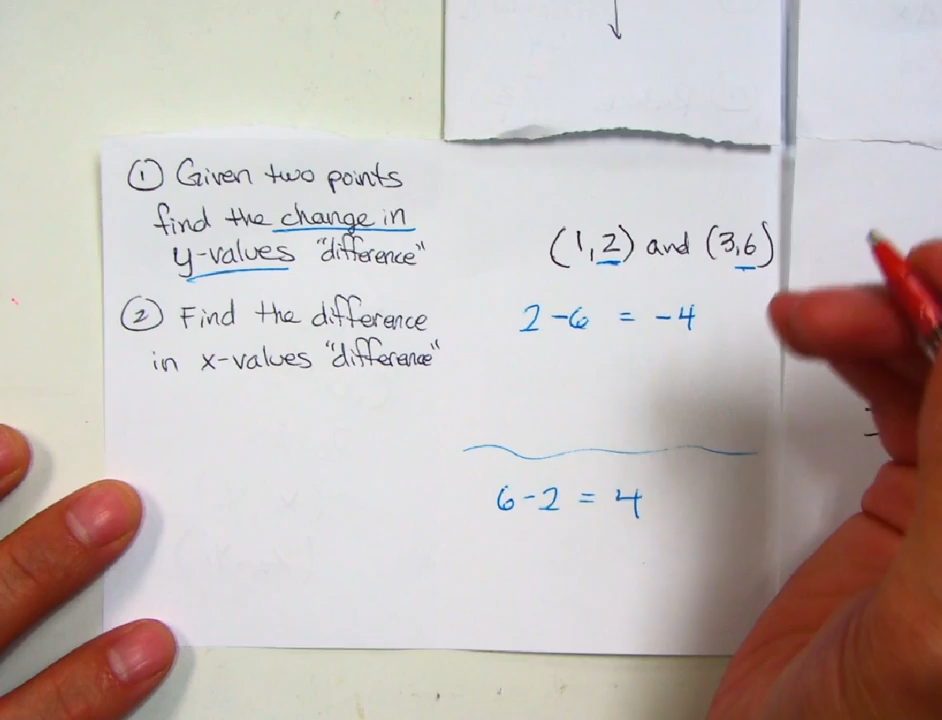 ① Given two points
find the change in
y-values "difference"
② Find the difference
in x-values "difference"
(1,2) and (3,6)
2-6 = -4
6-2 = 4